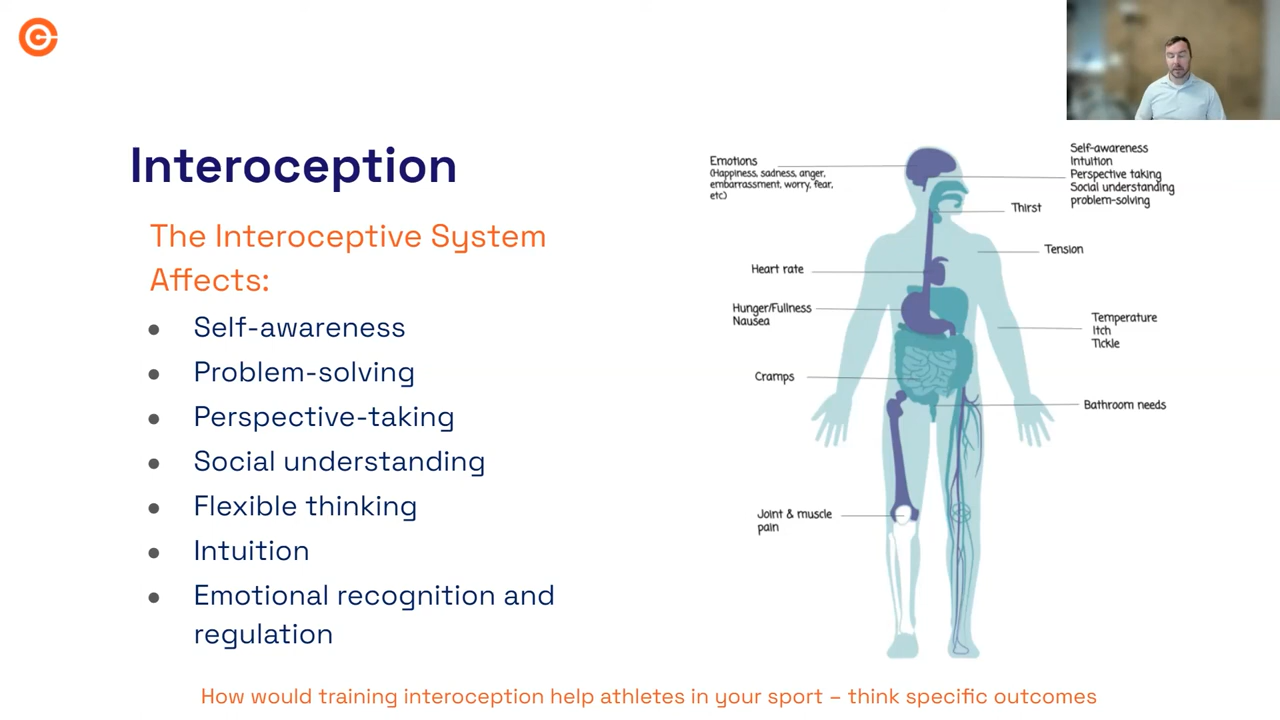 Interoception
The Interoceptive System
Affects:
● Self-awareness
● Problem-solving
● Perspective-taking
● Social understanding
● Flexible thinking
● Intuition
● Emotional recognition and
regulation
Emotions
(Happiness, sadness, anger,
embarrassment, worry, fear,
etc)
Self-awareness
Intuition
Perspective taking
Social understanding
problem-solving
Thirst
Tension
Heart rate
Hunger/Fullness
Nausea
Temperature
Itch
Tickle
Cramps
Bathroom needs
Joint & muscle
pain
How would training interoception help athletes in your sport – think specific outcomes